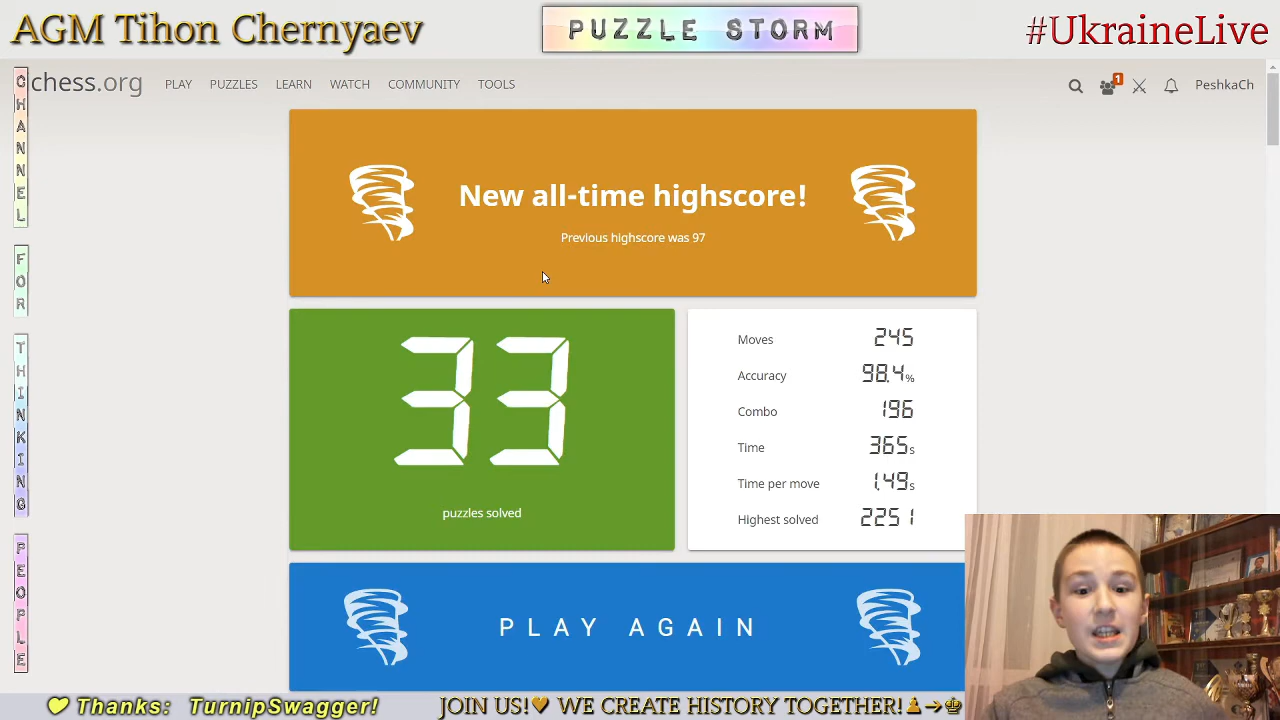 AGM Tihon Chernyaev
PUZZLE STORM
#UkraineLive
chess.org
PLAY
PUZZLES
LEARN
WATCH
COMMUNITY
TOOLS
1
PeshkaCh
New all-time highscore!
Previous highscore was 97
33
puzzles solved
Moves 245
Accuracy 98.4%
Combo 196
Time 365s
Time per move 1.49s
Highest solved 2251
PLAY AGAIN
CHANNEL
FOR
THINKING
PEOPLE
Thanks: TurnipSwagger!
JOIN US! WE CREATE HISTORY TOGETHER!